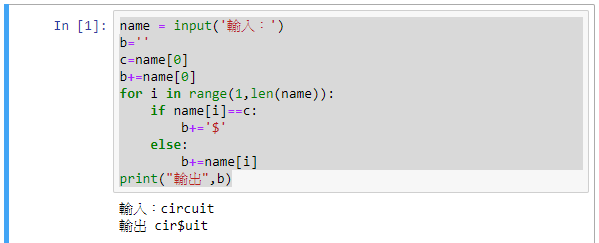 In [1]: name = input('輸入：')
b=''
c=name[0]
b+=name[0]
for i in range(1,len(name)):
    if name[i]==c:
        b+='$'
    else:
        b+=name[i]
print("輸出",b)
輸入：circuit
輸出 cir$uit